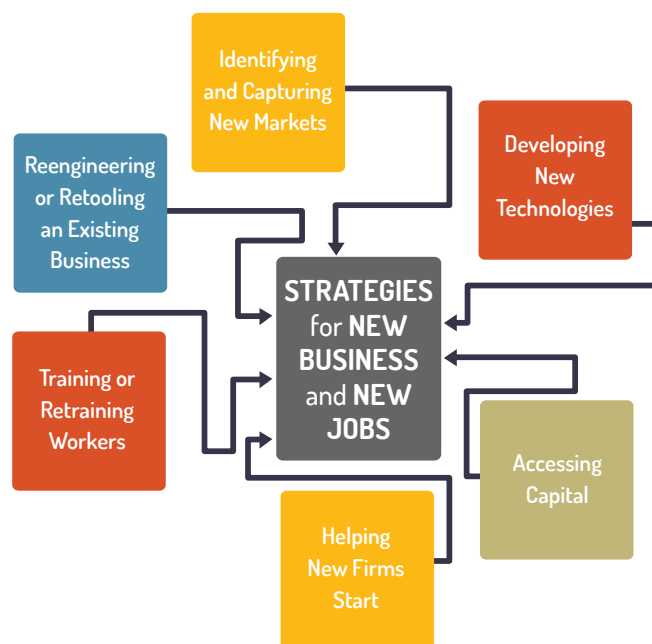 Identifying
and Capturing
New Markets
Developing
New
Technologies
Reengineering
or Retooling
an Existing
Business
STRATEGIES
for NEW
BUSINESS
and NEW
JOBS
Training or
Retraining
Workers
Accessing
Capital
Helping
New Firms
Start